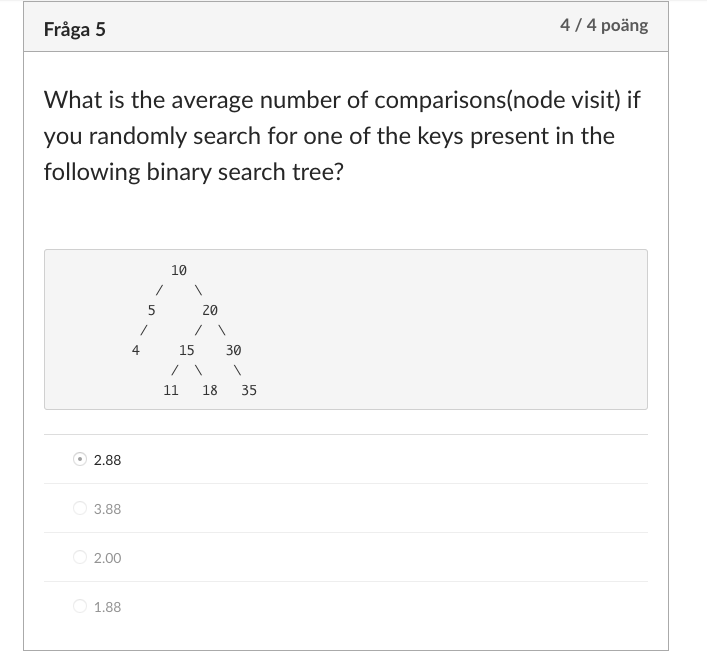 Fråga 5
4 / 4 poäng
What is the average number of comparisons(node visit) if
you randomly search for one of the keys present in the
following binary search tree?
10
/ \
5 20
/ / \
4 15 30
/ \ \
11 18 35
2.88
3.88
2.00
1.88